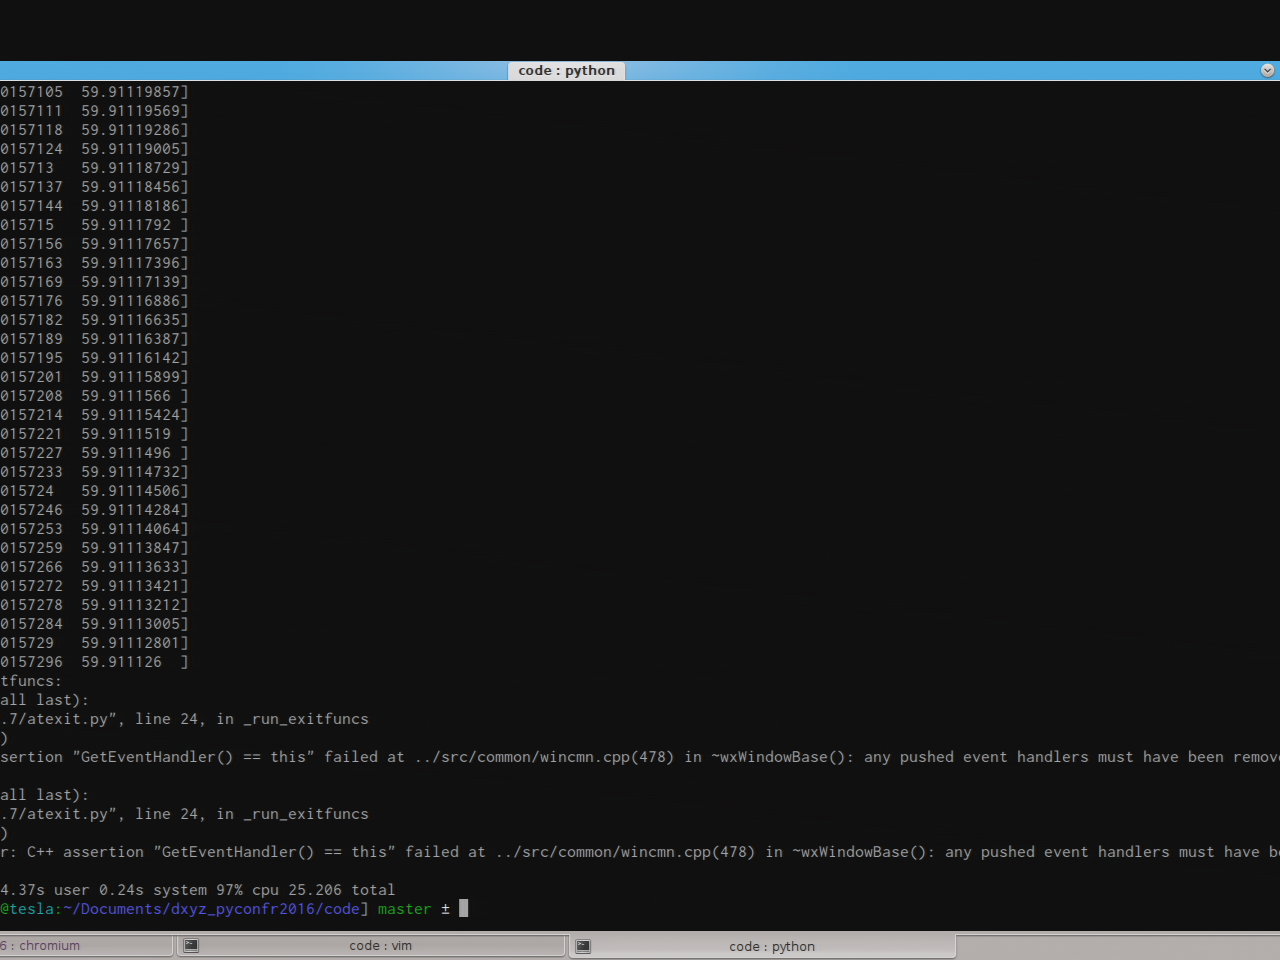 code : python
0157105  59.91119857]
0157111  59.91119569]
0157118  59.91119286]
0157124  59.91119005]
015713   59.91118729]
0157137  59.91118456]
0157144  59.91118186]
015715   59.9111792 ]
0157156  59.91117657]
0157163  59.91117396]
0157169  59.91117139]
0157176  59.91116886]
0157182  59.91116635]
0157189  59.91116387]
0157195  59.91116142]
0157201  59.91115899]
0157208  59.9111566 ]
0157214  59.91115424]
0157221  59.9111519 ]
0157227  59.9111496 ]
0157233  59.91114732]
015724   59.91114506]
0157246  59.91114284]
0157253  59.91114064]
0157259  59.91113847]
0157266  59.91113633]
0157272  59.91113421]
0157278  59.91113212]
0157284  59.91113005]
015729   59.91112801]
0157296  59.911126  ]
tfuncs:
all last):
.7/atexit.py", line 24, in _run_exitfuncs
)
sertion "GetEventHandler() == this" failed at ../src/common/wincmn.cpp(478) in ~wxWindowBase(): any pushed event handlers must have been remove
all last):
.7/atexit.py", line 24, in _run_exitfuncs
)
r: C++ assertion "GetEventHandler() == this" failed at ../src/common/wincmn.cpp(478) in ~wxWindowBase(): any pushed event handlers must have be
4.37s user 0.24s system 97% cpu 25.206 total
@tesla:~/Documents/dxyz_pyconfr2016/code] master ±
6 : chromium
code : vim
code : python